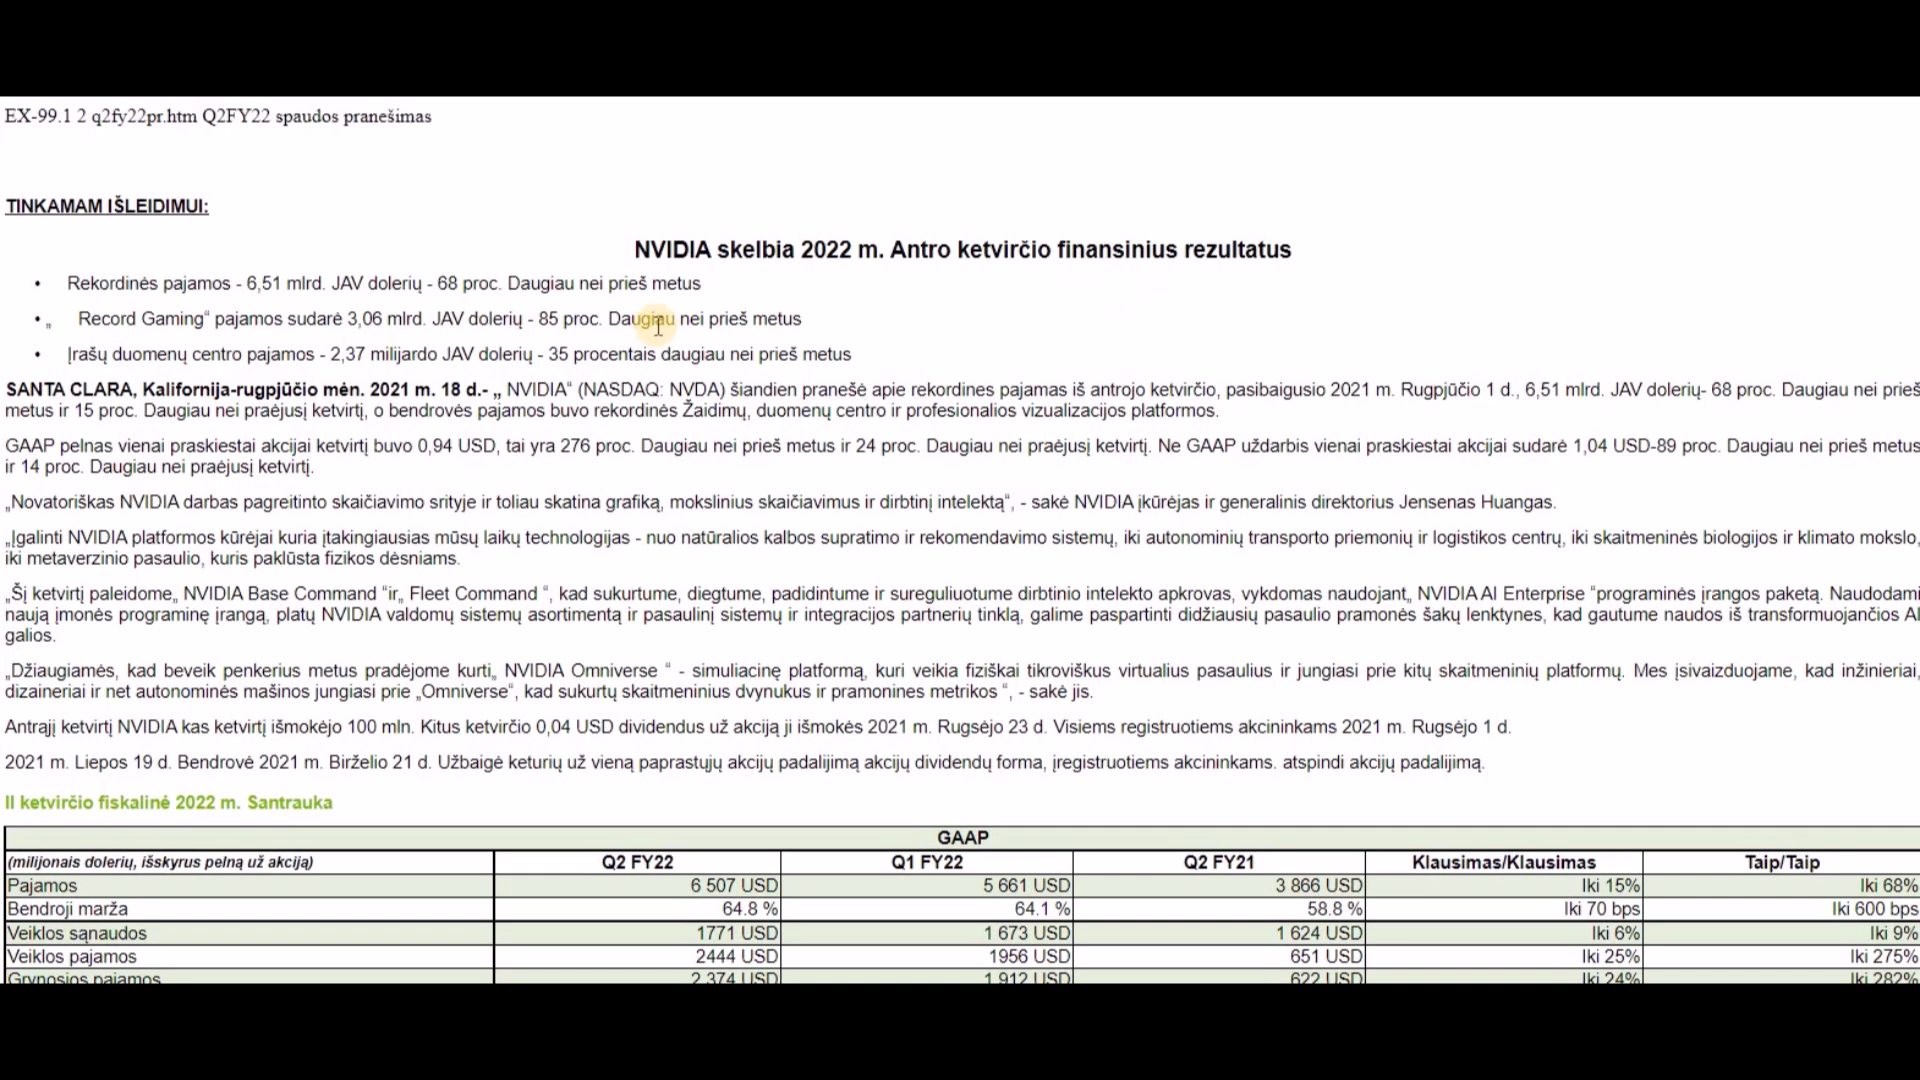 EX-99.1 2 q2fy22pr.htm Q2FY22 spaudos pranešimas
TINKAMAM IŠLEIDIMUI:
NVIDIA skelbia 2022 m. Antro ketvirčio finansinius rezultatus
• Rekordinės pajamos - 6,51 mlrd. JAV dolerių - 68 proc. Daugiau nei prieš metus
• „ Record Gaming“ pajamos sudarė 3,06 mlrd. JAV dolerių - 85 proc. Daugiau nei prieš metus
• Įrašų duomenų centro pajamos - 2,37 milijardo JAV dolerių - 35 procentais daugiau nei prieš metus
SANTA CLARA, Kalifornija-rugpjūčio mėn. 2021 m. 18 d.- „ NVIDIA“ (NASDAQ: NVDA) šiandien pranešė apie rekordines pajamas iš antrojo ketvirčio, pasibaigusio 2021 m. Rugpjūčio 1 d., 6,51 mlrd. JAV dolerių- 68 proc. Daugiau nei prieš
metus ir 15 proc. Daugiau nei praėjusį ketvirtį, o bendrovės pajamos buvo rekordinės Žaidimų, duomenų centro ir profesionalios vizualizacijos platformos.
GAAP pelnas vienai praskiestai akcijai ketvirtį buvo 0,94 USD, tai yra 276 proc. Daugiau nei prieš metus ir 24 proc. Daugiau nei praėjusį ketvirtį. Ne GAAP uždarbis vienai praskiestai akcijai sudarė 1,04 USD-89 proc. Daugiau nei prieš metus
ir 14 proc. Daugiau nei praėjusį ketvirtį.
„Novatoriškas NVIDIA darbas pagreitinto skaičiavimo srityje ir toliau skatina grafiką, mokslinius skaičiavimus ir dirbtinį intelektą“, - sakė NVIDIA įkūrėjas ir generalinis direktorius Jensenas Huangas.
„Įgalinti NVIDIA platformos kūrėjai kuria įtakingiausias mūsų laikų technologijas - nuo natūralios kalbos supratimo ir rekomendavimo sistemų, iki autonominių transporto priemonių ir logistikos centrų, iki skaitmeninės biologijos ir klimato mokslo,
iki metaverzinio pasaulio, kuris paklūsta fizikos dėsniams.
„Šį ketvirtį paleidome„ NVIDIA Base Command “ir„ Fleet Command “, kad sukurtume, diegtume, padidintume ir sureguliuotume dirbtinio intelekto apkrovas, vykdomas naudojant„ NVIDIA AI Enterprise “programinės įrangos paketą. Naudodami
naują įmonės programinę įrangą, platų NVIDIA valdomų sistemų asortimentą ir pasaulinį sistemų ir integracijos partnerių tinklą, galime paspartinti didžiausių pasaulio pramonės šakų lenktynes, kad gautume naudos iš transformuojančios AI
galios.
„Džiaugiamės, kad beveik penkerius metus pradėjome kurti„ NVIDIA Omniverse “ - simuliacinę platformą, kuri veikia fiziškai tikroviškus virtualius pasaulius ir jungiasi prie kitų skaitmeninių platformų. Mes įsivaizduojame, kad inžinieriai,
dizaineriai ir net autonominės mašinos jungiasi prie „Omniverse“, kad sukurtų skaitmeninius dvynukus ir pramonines metrikos “, - sakė jis.
Antrąjį ketvirtį NVIDIA kas ketvirtį išmokėjo 100 mln. Kitus ketvirčio 0,04 USD dividendus už akciją ji išmokės 2021 m. Rugsėjo 23 d. Visiems registruotiems akcininkams 2021 m. Rugsėjo 1 d.
2021 m. Liepos 19 d. Bendrovė 2021 m. Birželio 21 d. Užbaigė keturių už vieną paprastųjų akcijų padalijimą akcijų dividendų forma, įregistruotiems akcininkams. atspindi akcijų padalijimą.
II ketvirčio fiskalinė 2022 m. Santrauka
GAAP
(milijonais dolerių, išskyrus pelną už akciją) Q2 FY22 Q1 FY22 Q2 FY21 Klausimas/Klausimas Taip/Taip
Pajamos 6 507 USD 5 661 USD 3 866 USD Iki 15% Iki 68%
Bendroji marža 64.8 % 64.1 % 58.8 % Iki 70 bps Iki 600 bps
Veiklos sąnaudos 1771 USD 1 673 USD 1 624 USD Iki 6% Iki 9%
Veiklos pajamos 2444 USD 1956 USD 651 USD Iki 25% Iki 275%
Grynosios pajamos 2 374 USD 1 912 USD 622 USD Iki 24% Iki 282%